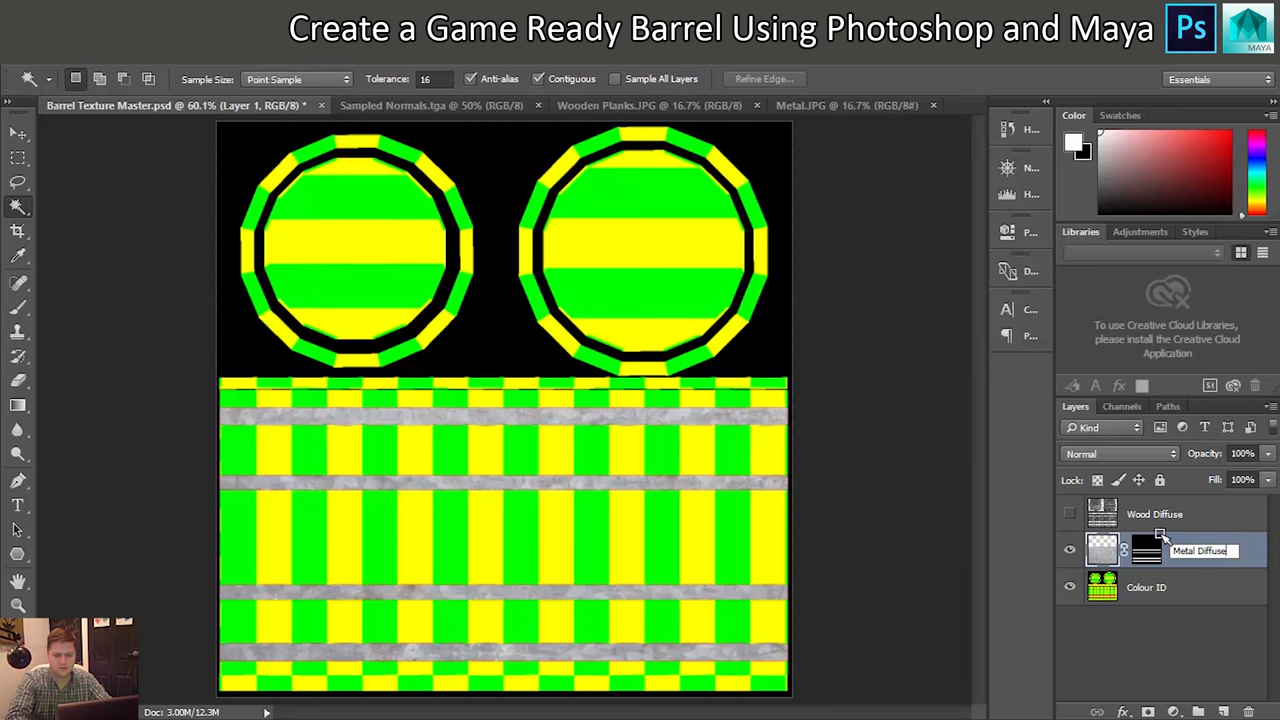 Create a Game Ready Barrel Using Photoshop and Maya
Ps
MAYA
Sample Size: Point Sample Tolerance: 16 Anti-alias Contiguous Sample All Layers Refine Edge... Essentials
Barrel Texture Master.psd @ 60.1% (Layer 1, RGB/8) * × Sampled Normals.tga @ 50% (RGB/8) × Wooden Planks.JPG @ 16.7% (RGB/8) × Metal.JPG @ 16.7% (RGB/8#) ×
Color Swatches
H...
N...
H...
P...
D...
A| C...
P...
Libraries Adjustments Styles
To use Creative Cloud Libraries,
please install the Creative Cloud
Application
St
fx
Layers Channels Paths
Kind
Normal Opacity: 100%
Lock: Fill: 100%
Wood Diffuse
Metal Diffuse
Colour ID
fx
Doc: 3.00M/12.3M